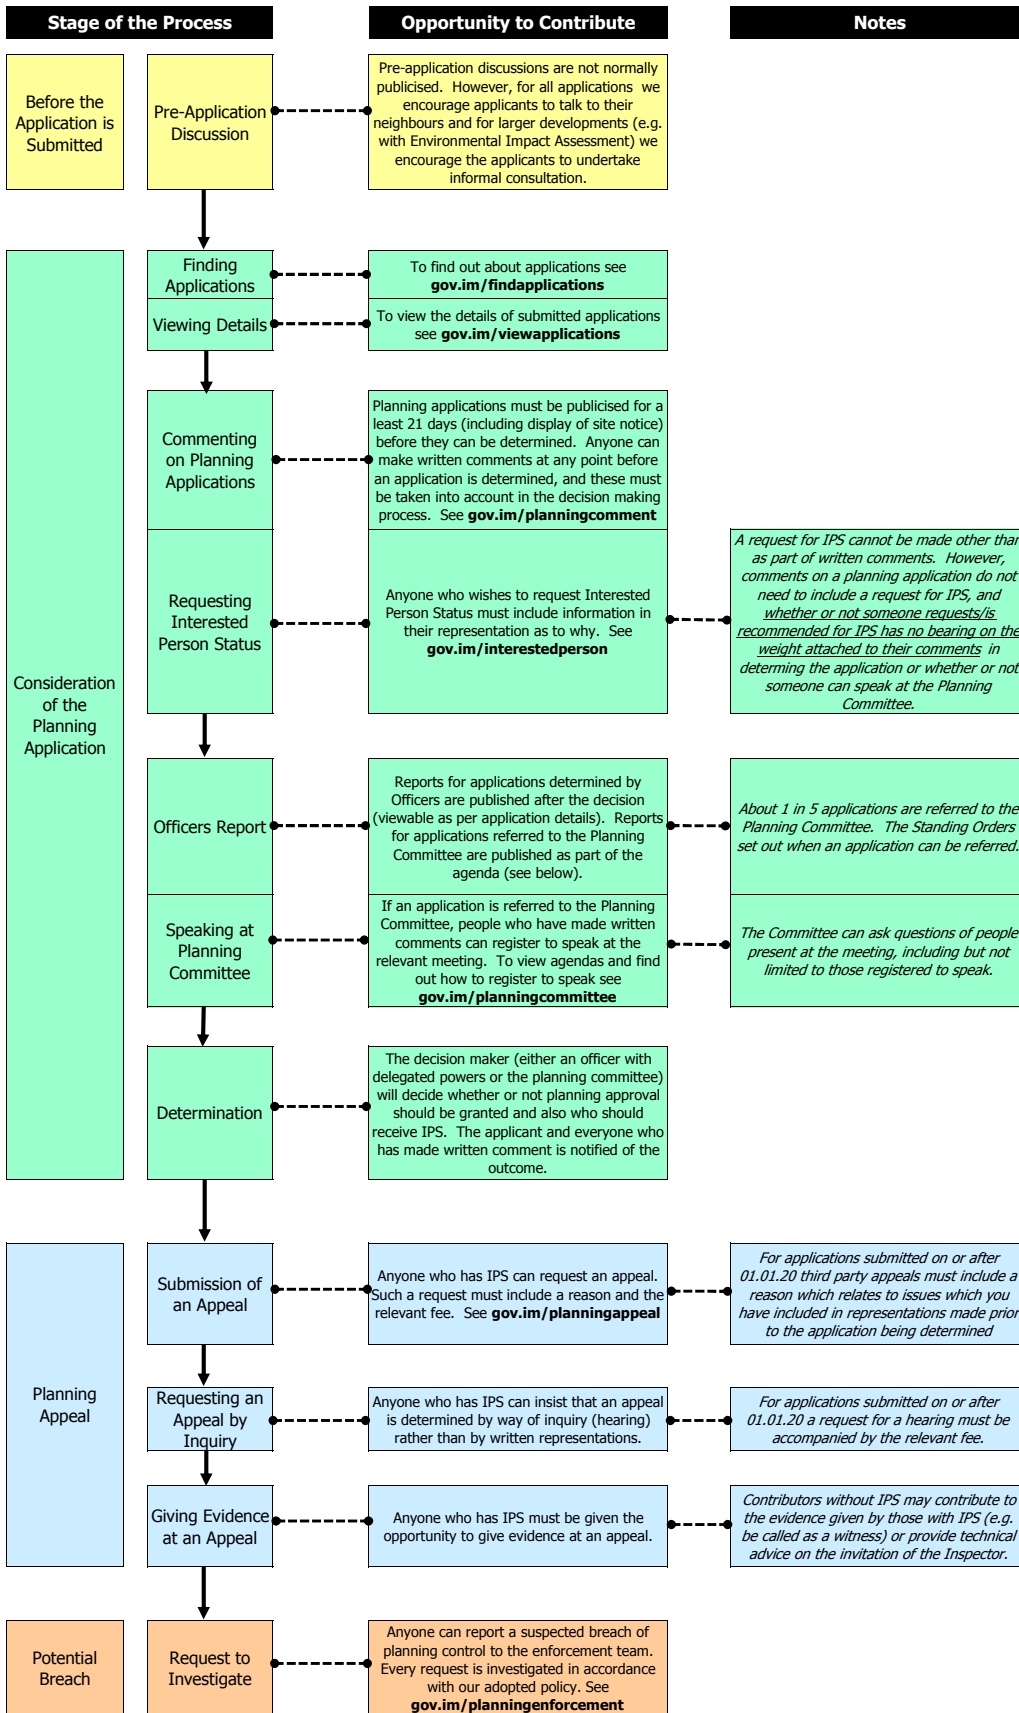 Stage of the Process
Opportunity to Contribute
Notes
Before the
Application is
Submitted
Pre-Application
Discussion
Pre-application discussions are not normally
publicised.  However, for all applications  we
encourage applicants to talk to their
neighbours and for larger developments (e.g.
with Environmental Impact Assessment) we
encourage the applicants to undertake
informal consultation.
Consideration
of the
Planning
Application
Finding
Applications
To find out about applications see
gov.im/findapplications
Viewing Details
To view the details of submitted applications
see gov.im/viewapplications
Commenting
on Planning
Applications
Planning applications must be publicised for a
least 21 days (including display of site notice)
before they can be determined.  Anyone can
make written comments at any point before
an application is determined, and these must
be taken into account in the decision making
process.  See gov.im/planningcomment
Requesting
Interested
Person Status
Anyone who wishes to request Interested
Person Status must include information in
their representation as to why.  See
gov.im/interestedperson
A request for IPS cannot be made other than
as part of written comments.  However,
comments on a planning application do not
need to include a request for IPS, and
whether or not someone requests/is
recommended for IPS has no bearing on the
weight attached to their comments in
determing the application or whether or not
someone can speak at the Planning
Committee.
Officers Report
Reports for applications determined by
Officers are published after the decision
(viewable as per application details).  Reports
for applications referred to the Planning
Committee are published as part of the
agenda (see below).
About 1 in 5 applications are referred to the
Planning Committee.  The Standing Orders
set out when an application can be referred.
Speaking at
Planning
Committee
If an application is referred to the Planning
Committee, people who have made written
comments can register to speak at the
relevant meeting.  To view agendas and find
out how to register to speak see
gov.im/planningcommittee
The Committee can ask questions of people
present at the meeting, including but not
limited to those registered to speak.
Determination
The decision maker (either an officer with
delegated powers or the planning committee)
will decide whether or not planning approval
should be granted and also who should
receive IPS.  The applicant and everyone who
has made written comment is notified of the
outcome.
Planning
Appeal
Submission of
an Appeal
Anyone who has IPS can request an appeal.
Such a request must include a reason and the
relevant fee.  See gov.im/planningappeal
For applications submitted on or after
01.01.20 third party appeals must include a
reason which relates to issues which you
have included in representations made prior
to the application being determined
Requesting an
Appeal by
Inquiry
Anyone who has IPS can insist that an appeal
is determined by way of inquiry (hearing)
rather than by written representations.
For applications submitted on or after
01.01.20 a request for a hearing must be
accompanied by the relevant fee.
Giving Evidence
at an Appeal
Anyone who has IPS must be given the
opportunity to give evidence at an appeal.
Contributors without IPS may contribute to
the evidence given by those with IPS (e.g.
be called as a witness) or provide technical
advice on the invitation of the Inspector.
Potential
Breach
Request to
Investigate
Anyone can report a suspected breach of
planning control to the enforcement team.
Every request is investigated in accordance
with our adopted policy. See
gov.im/planningenforcement